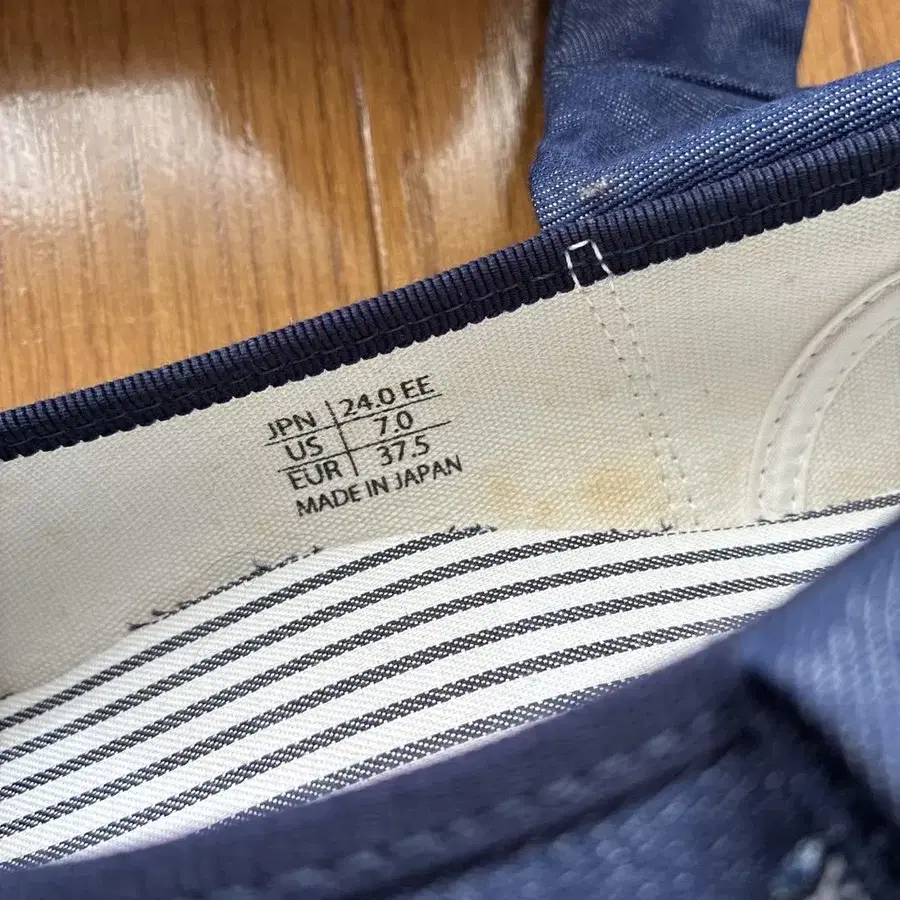 JPN 24.0 EE
US 7.0
EUR 37.5
MADE IN JAPAN